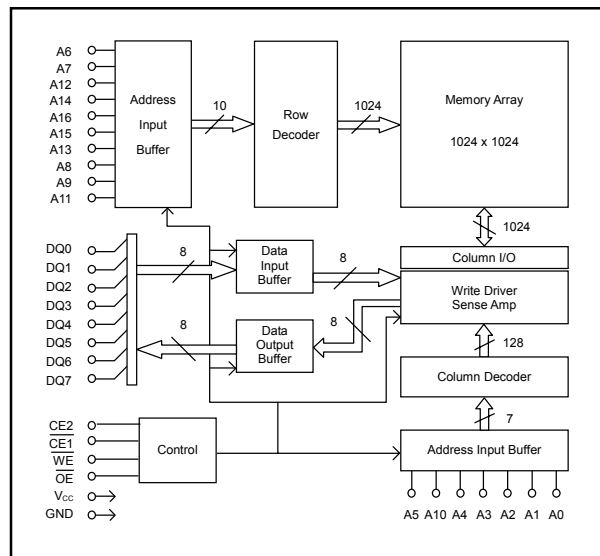 A6
A7
A12
A14
A16
A15
A13
A8
A9
A11
Address
Input
Buffer
10
Row
Decoder
1024
Memory Array
1024 x 1024
1024
DQ0
DQ1
DQ2
DQ3
DQ4
DQ5
DQ6
DQ7
8
Data
Input
Buffer
8
Column I/O
Write Driver
Sense Amp
8
Data
Output
Buffer
8
128
Column Decoder
7
CE2
CE1
WE
OE
Vcc
GND
Control
Address Input Buffer
A5 A10 A4 A3 A2 A1 A0